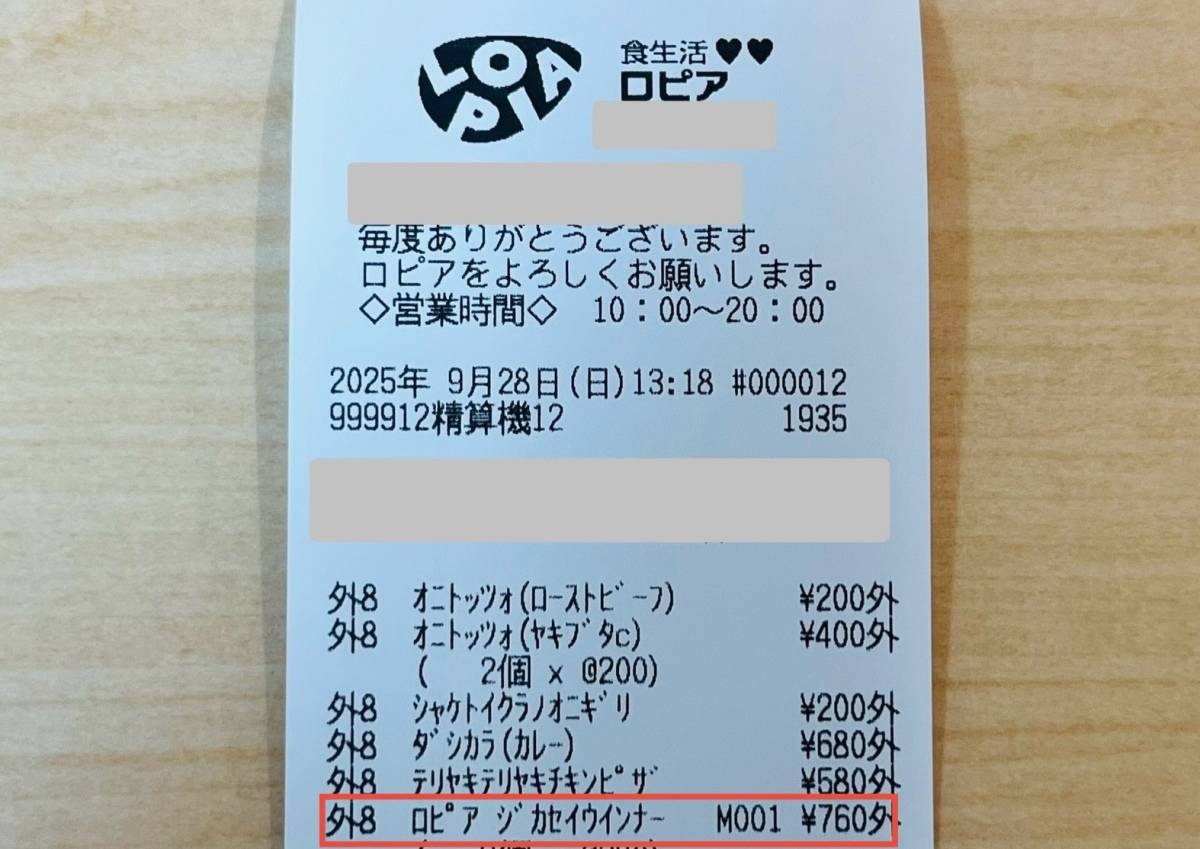 LOPIA
食生活♥♥
ロピア
毎度ありがとうございます。
ロピアをよろしくお願いします。
◇営業時間◇ 10：00～20：00
2025年 9月28日(日)13:18 #000012
999912精算機12 1935
外8 ｵﾆﾄｯﾂｫ(ﾛｰｽﾄﾋﾞｰﾌ) ¥200外
外8 ｵﾆﾄｯﾂｫ(ﾔｷﾌﾞﾀc) ¥400外
( 2個 x @200)
外8 ｼｬｹﾄｲｸﾗﾉｵﾆｷﾞﾘ ¥200外
外8 ﾀﾞｼｶﾗ(ｶﾚｰ) ¥680外
外8 ﾃﾘﾔｷﾃﾘﾔｷﾁｷﾝﾋﾟｻﾞ ¥580外
外8 ﾛﾋﾟｱ ｼﾞｶｾｲｳｲﾝﾅｰ M001 ¥760外